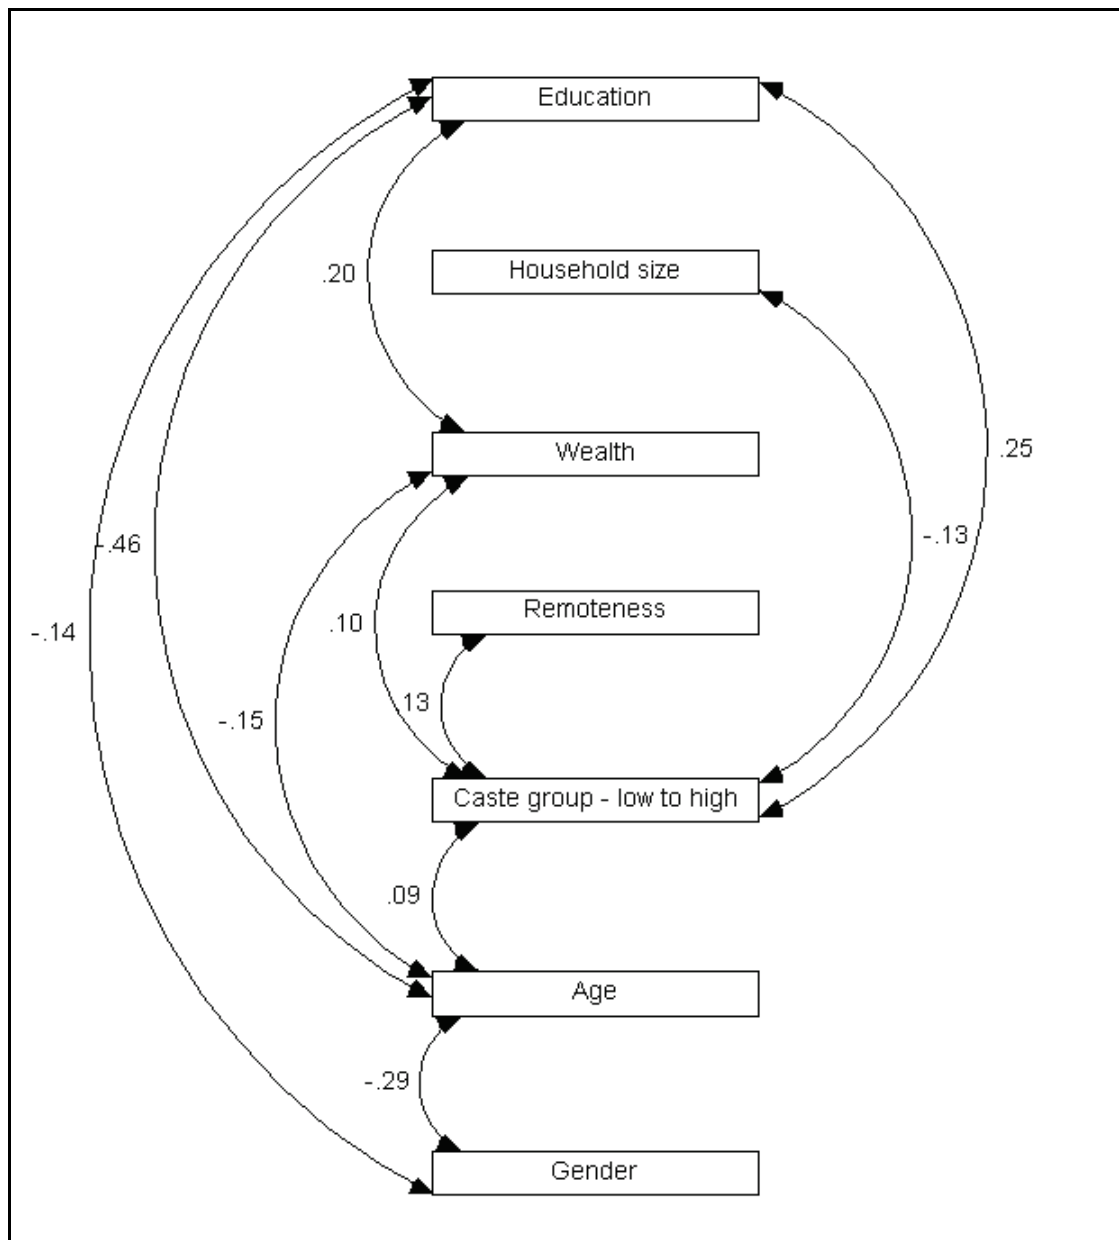 Education
.20
Household size
Wealth
.25
-.13
-.46
Remoteness
.10
-.14
13
-.15
Caste group - low to high
.09
Age
-.29
Gender